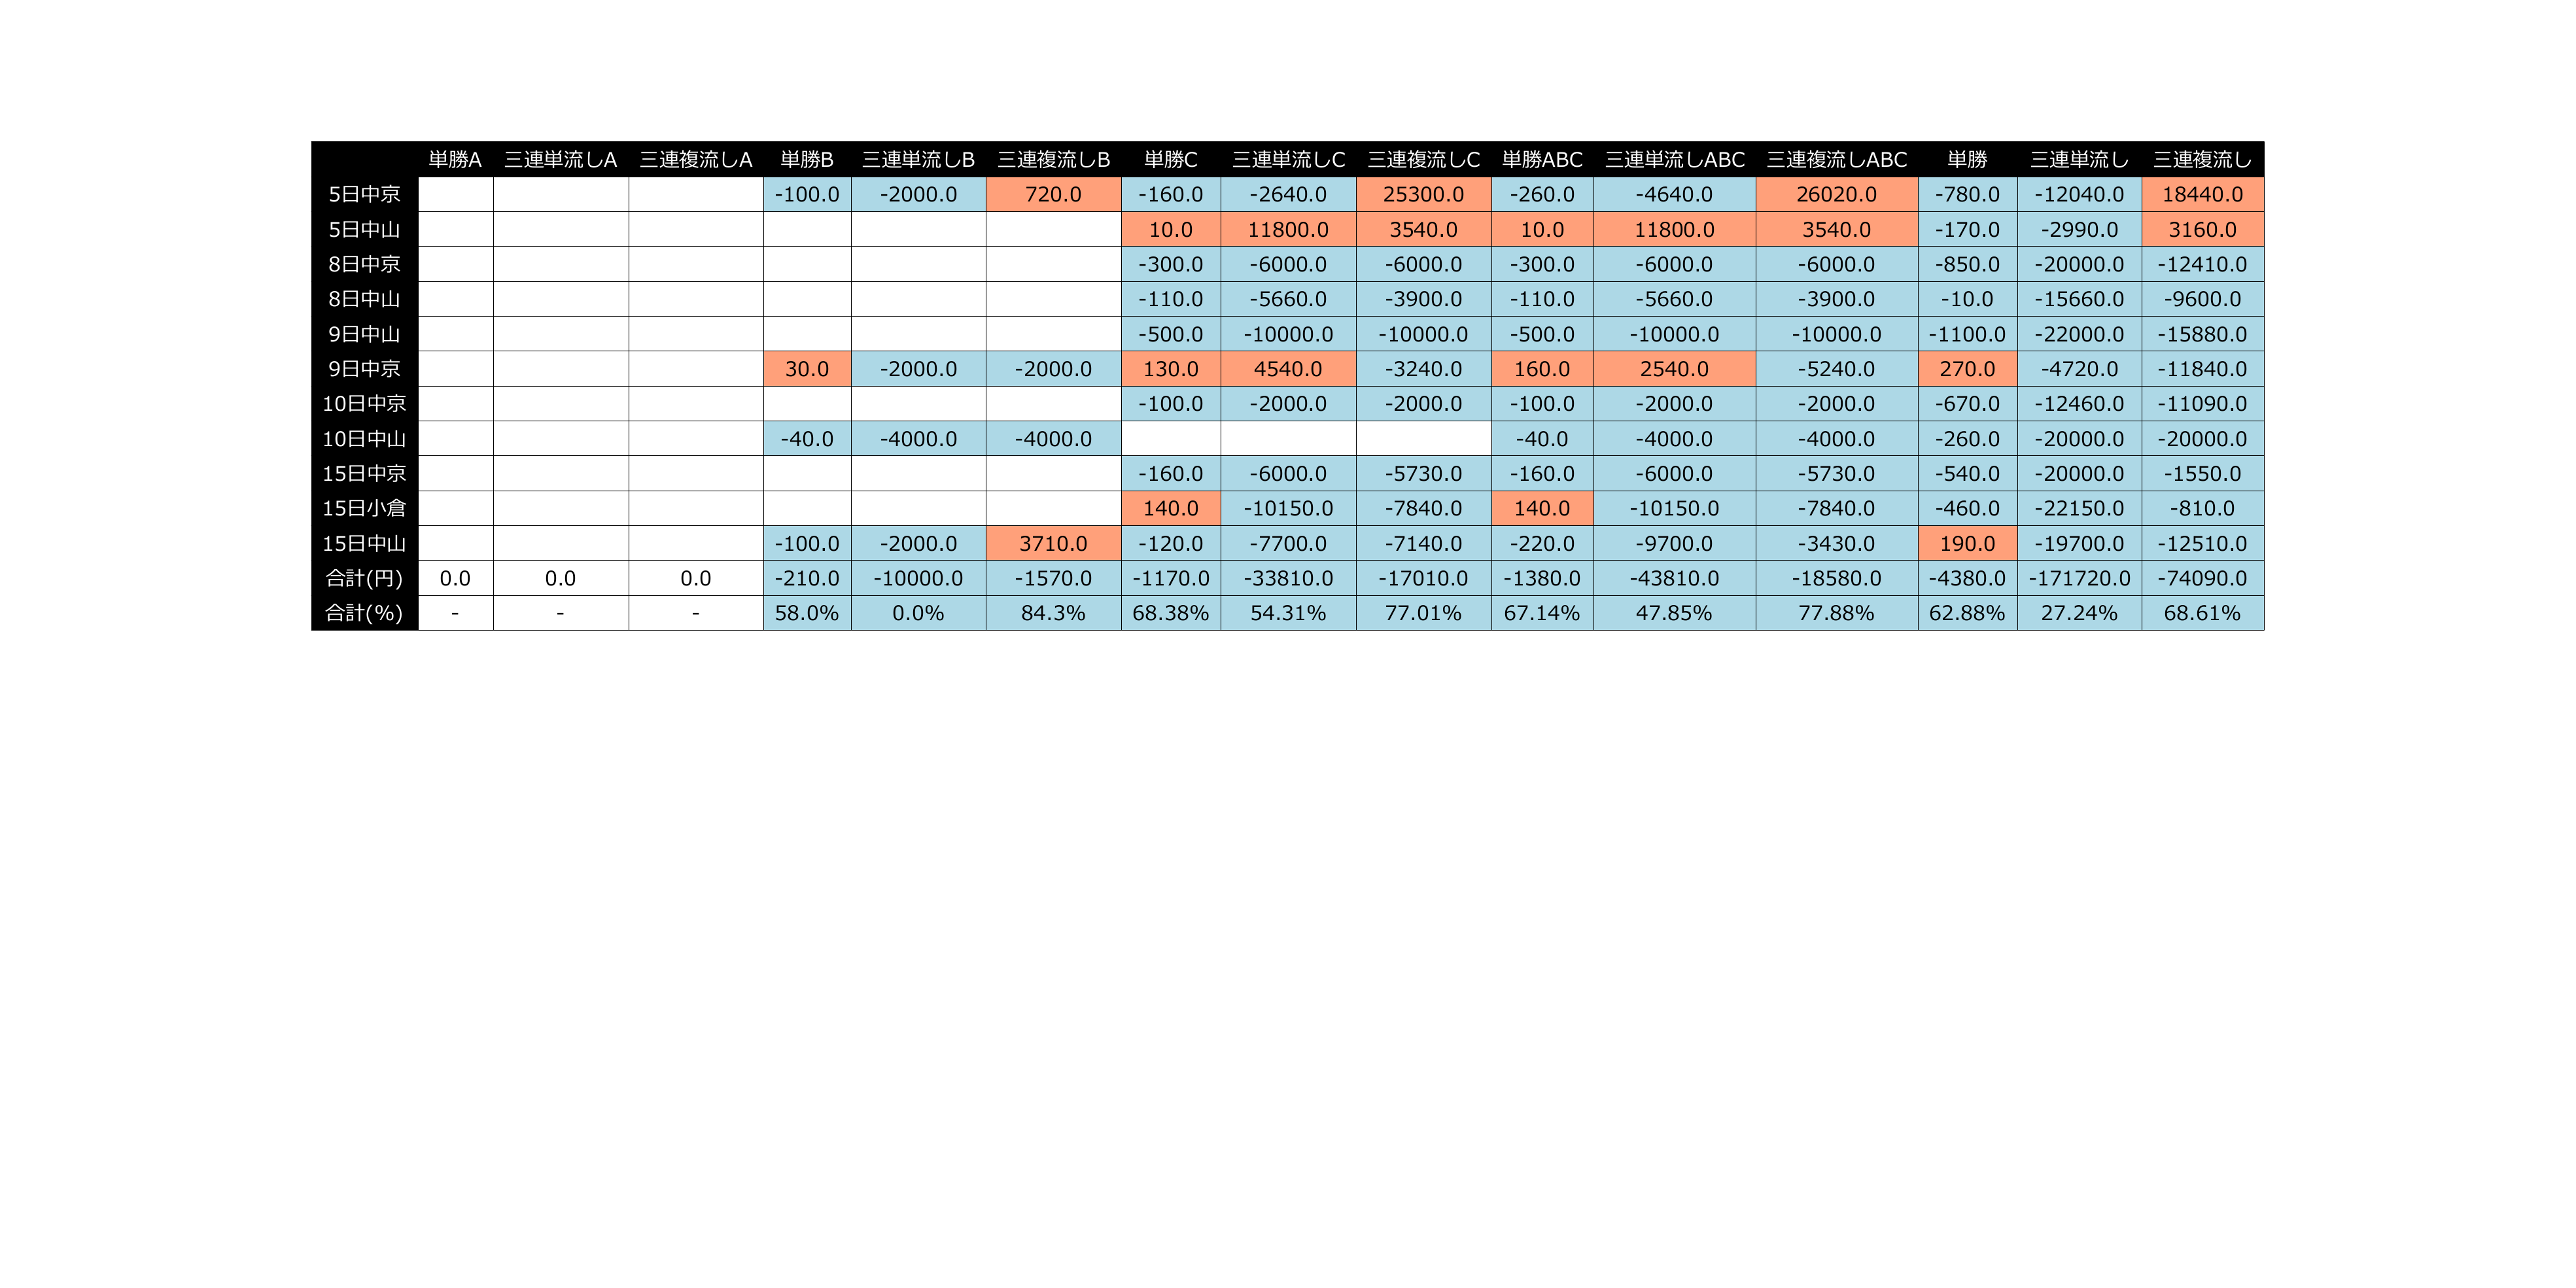 単勝A 三連単流しA 三連複流しA 単勝B 三連単流しB 三連複流しB 単勝C 三連単流しC 三連複流しC 単勝ABC 三連単流しABC 三連複流しABC 単勝 三連単流し 三連複流し
5日中京 -100.0 -2000.0 720.0 -160.0 -2640.0 25300.0 -260.0 -4640.0 26020.0 -780.0 -12040.0 18440.0
5日中山 10.0 11800.0 3540.0 10.0 11800.0 3540.0 -170.0 -2990.0 3160.0
8日中京 -300.0 -6000.0 -6000.0 -300.0 -6000.0 -6000.0 -850.0 -20000.0 -12410.0
8日中山 -110.0 -5660.0 -3900.0 -110.0 -5660.0 -3900.0 -10.0 -15660.0 -9600.0
9日中山 -500.0 -10000.0 -10000.0 -500.0 -10000.0 -10000.0 -1100.0 -22000.0 -15880.0
9日中京 30.0 -2000.0 -2000.0 130.0 4540.0 -3240.0 160.0 2540.0 -5240.0 270.0 -4720.0 -11840.0
10日中京 -100.0 -2000.0 -2000.0 -100.0 -2000.0 -2000.0 -670.0 -12460.0 -11090.0
10日中山 -40.0 -4000.0 -4000.0 -40.0 -4000.0 -4000.0 -260.0 -20000.0 -20000.0
15日中京 -160.0 -6000.0 -5730.0 -160.0 -6000.0 -5730.0 -540.0 -20000.0 -1550.0
15日小倉 140.0 -10150.0 -7840.0 140.0 -10150.0 -7840.0 -460.0 -22150.0 -810.0
15日中山 -100.0 -2000.0 3710.0 -120.0 -7700.0 -7140.0 -220.0 -9700.0 -3430.0 190.0 -19700.0 -12510.0
合計(円) 0.0 0.0 0.0 -210.0 -10000.0 -1570.0 -1170.0 -33810.0 -17010.0 -1380.0 -43810.0 -18580.0 -4380.0 -171720.0 -74090.0
合計(%) - - - 58.0% 0.0% 84.3% 68.38% 54.31% 77.01% 67.14% 47.85% 77.88% 62.88% 27.24% 68.61%